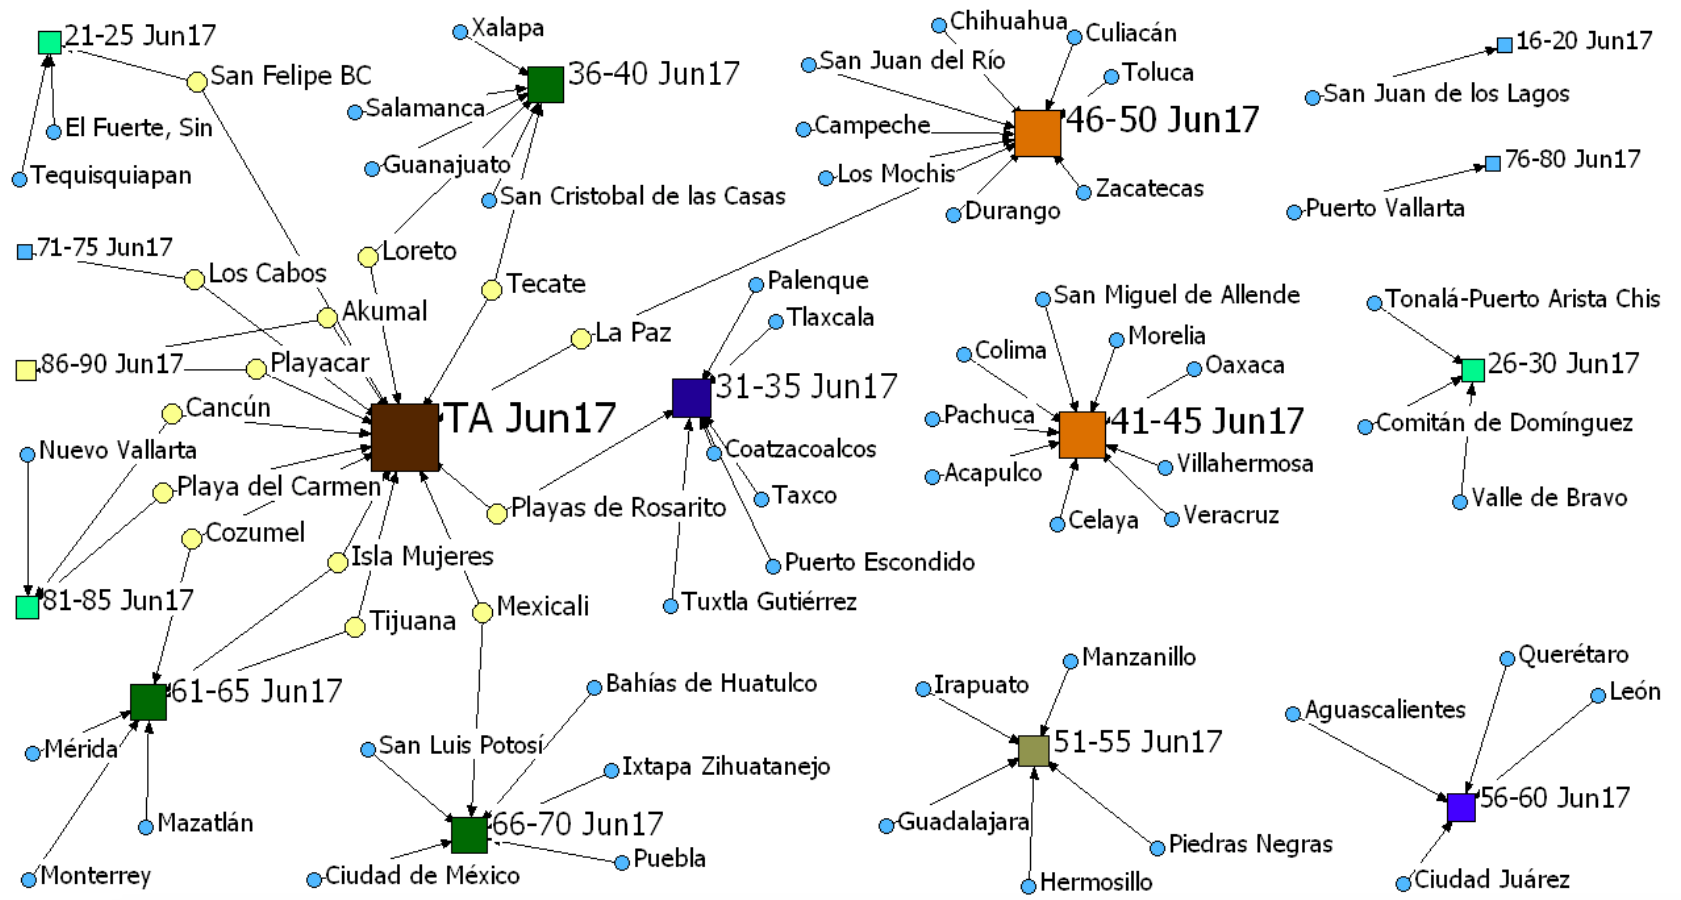 21-25 Jun17
San Felipe BC
El Fuerte, Sin
Tequisquiapan
71-75 Jun17
Los Cabos
Akumal
86-90 Jun17
Playacar
Cancún
Nuevo Vallarta
Playa del Carmen
Cozumel
81-85 Jun17
Isla Mujeres
Tijuana
Mexicali
61-65 Jun17
Mérida
Mazatlán
Monterrey
Xalapa
36-40 Jun17
Salamanca
Guanajuato
San Cristobal de las Casas
Loreto
Tecate
La Paz
TA Jun17
Playas de Rosarito
Palenque
Tlaxcala
31-35 Jun17
Coatzacoalcos
Taxco
Puerto Escondido
Tuxtla Gutiérrez
Bahías de Huatulco
San Luis Potosí
Ixtapa Zihuatanejo
66-70 Jun17
Puebla
Ciudad de México
Chihuahua
Culiacán
San Juan del Río
Toluca
46-50 Jun17
Campeche
Los Mochis
Zacatecas
Durango
San Miguel de Allende
Morelia
Colima
Oaxaca
Pachuca
41-45 Jun17
Acapulco
Villahermosa
Celaya
Veracruz
Manzanillo
Irapuato
51-55 Jun17
Guadalajara
Piedras Negras
Hermosillo
16-20 Jun17
San Juan de los Lagos
76-80 Jun17
Puerto Vallarta
Tonalá-Puerto Arista Chis
26-30 Jun17
Comitán de Domínguez
Valle de Bravo
Querétaro
León
Aguascalientes
56-60 Jun17
Ciudad Juárez